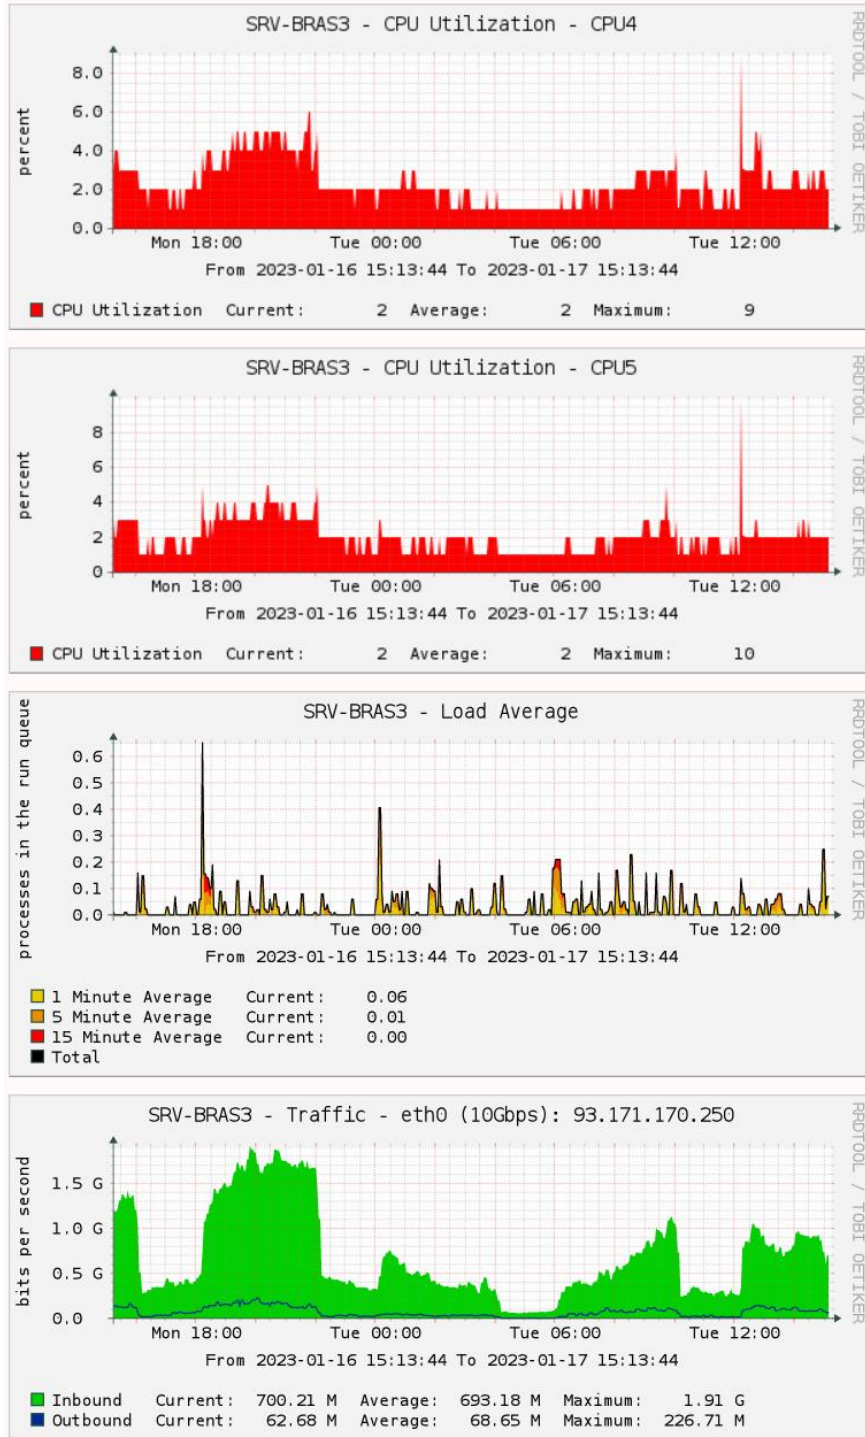 SRV-BRAS3 - CPU Utilization - CPU4
RRDTOOL / TOBI OETIKER
percent
8.0
6.0
4.0
2.0
0.0
Mon 18:00 Tue 00:00 Tue 06:00 Tue 12:00
From 2023-01-16 15:13:44 To 2023-01-17 15:13:44
CPU Utilization Current: 2 Average: 2 Maximum: 9
SRV-BRAS3 - CPU Utilization - CPU5
RRDTOOL / TOBI OETIKER
percent
8
6
4
2
0
Mon 18:00 Tue 00:00 Tue 06:00 Tue 12:00
From 2023-01-16 15:13:44 To 2023-01-17 15:13:44
CPU Utilization Current: 2 Average: 2 Maximum: 10
SRV-BRAS3 - Load Average
RRDTOOL / TOBI OETIKER
processes in the run queue
0.6
0.5
0.4
0.3
0.2
0.1
0.0
Mon 18:00 Tue 00:00 Tue 06:00 Tue 12:00
From 2023-01-16 15:13:44 To 2023-01-17 15:13:44
1 Minute Average Current: 0.06
5 Minute Average Current: 0.01
15 Minute Average Current: 0.00
Total
SRV-BRAS3 - Traffic - eth0 (10Gbps): 93.171.170.250
RRDTOOL / TOBI OETIKER
bits per second
1.5 G
1.0 G
0.5 G
0.0
Mon 18:00 Tue 00:00 Tue 06:00 Tue 12:00
From 2023-01-16 15:13:44 To 2023-01-17 15:13:44
Inbound Current: 700.21 M Average: 693.18 M Maximum: 1.91 G
Outbound Current: 62.68 M Average: 68.65 M Maximum: 226.71 M